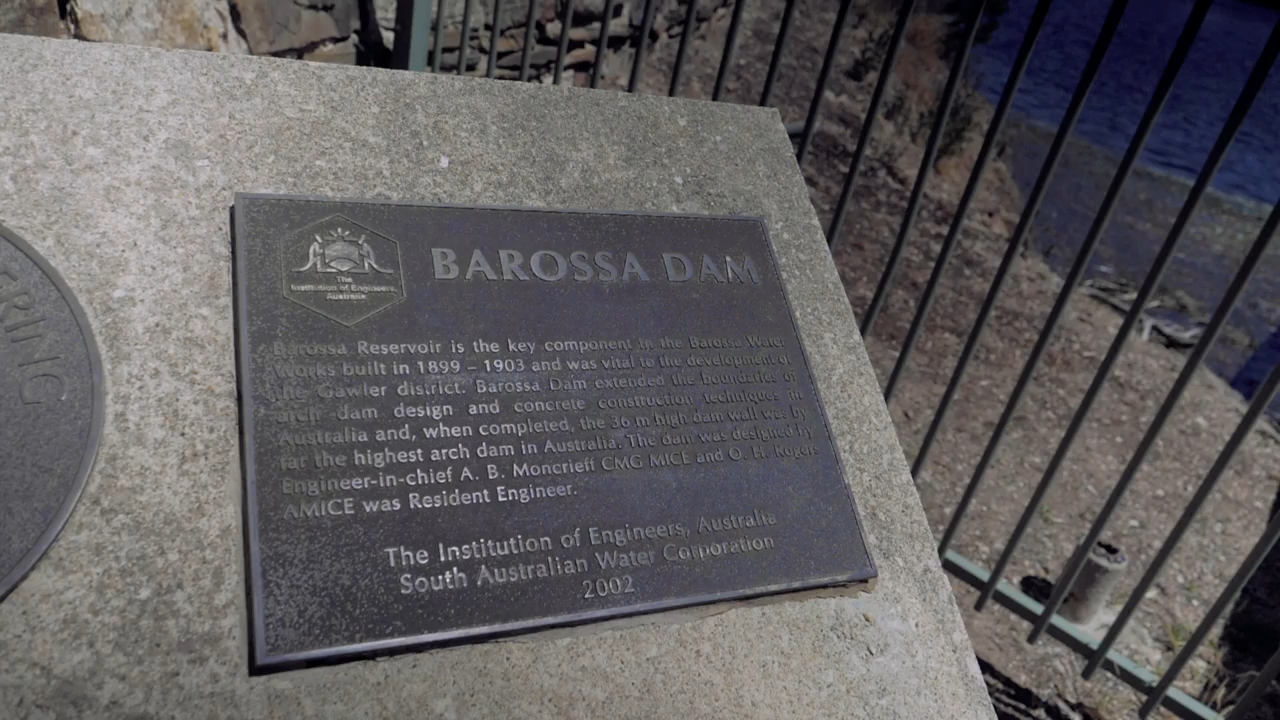 ERING
The
Institution of Engineers,
Australia
BAROSSA DAM
Barossa Reservoir is the key component in the Barossa Water
Works built in 1899 – 1903 and was vital to the development of
the Gawler district. Barossa Dam extended the boundaries of
arch dam design and concrete construction techniques in
Australia and, when completed, the 36 m high dam wall was by
far the highest arch dam in Australia. The dam was designed by
Engineer-in-chief A. B. Moncrieff CMG MICE and O. H. Rogers
AMICE was Resident Engineer.
The Institution of Engineers, Australia
South Australian Water Corporation
2002